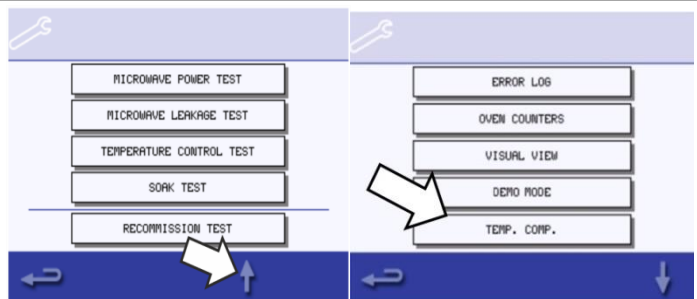 MICROWAVE POWER TEST
MICROWAVE LEAKAGE TEST
TEMPERATURE CONTROL TEST
SOAK TEST
RECOMMISSION TEST
ERROR LOG
OVEN COUNTERS
VISUAL VIEW
DEMO MODE
TEMP. COMP.